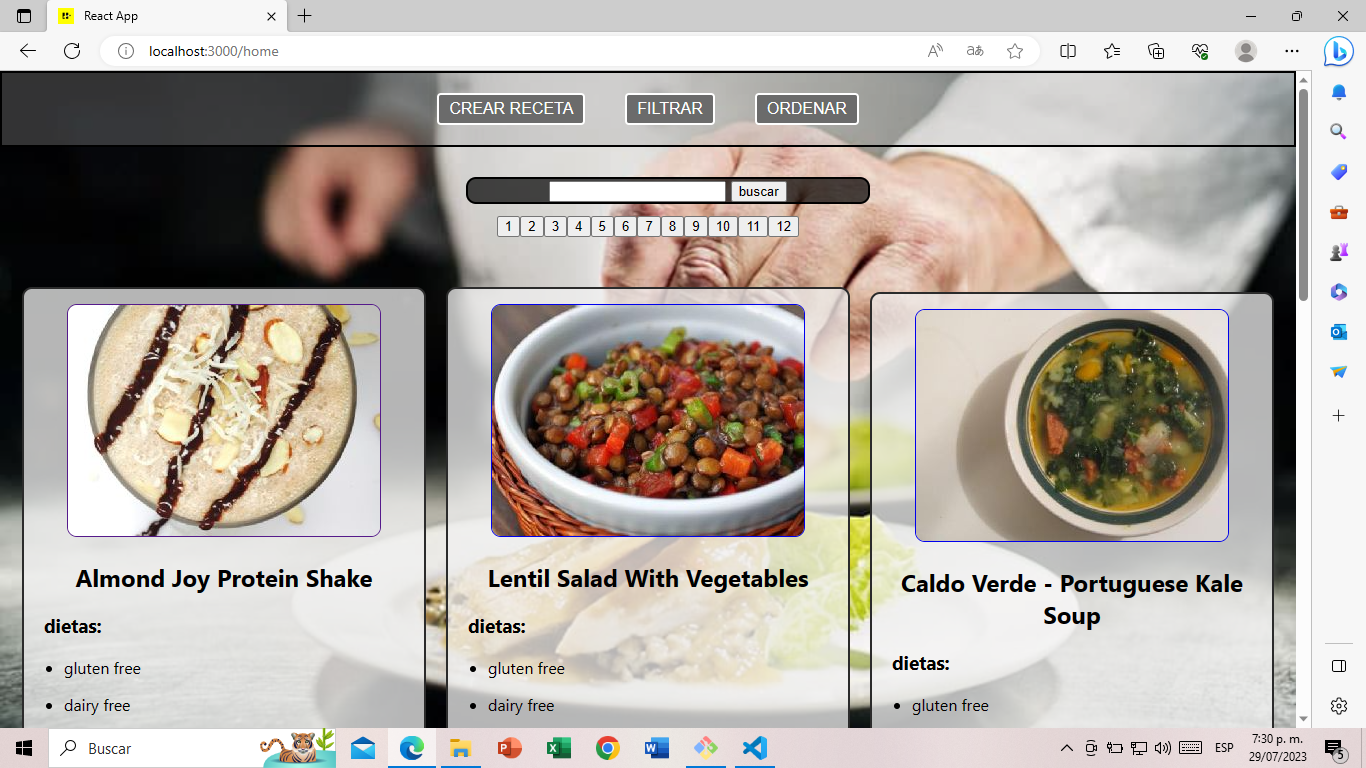 React App
localhost:3000/home
CREAR RECETA FILTRAR ORDENAR
buscar
1 2 3 4 5 6 7 8 9 10 11 12
Almond Joy Protein Shake
dietas:
• gluten free
• dairy free
Lentil Salad With Vegetables
dietas:
• gluten free
• dairy free
Caldo Verde - Portuguese Kale
Soup
dietas:
• gluten free
Buscar
ESP
7:30 p. m.
29/07/2023
5